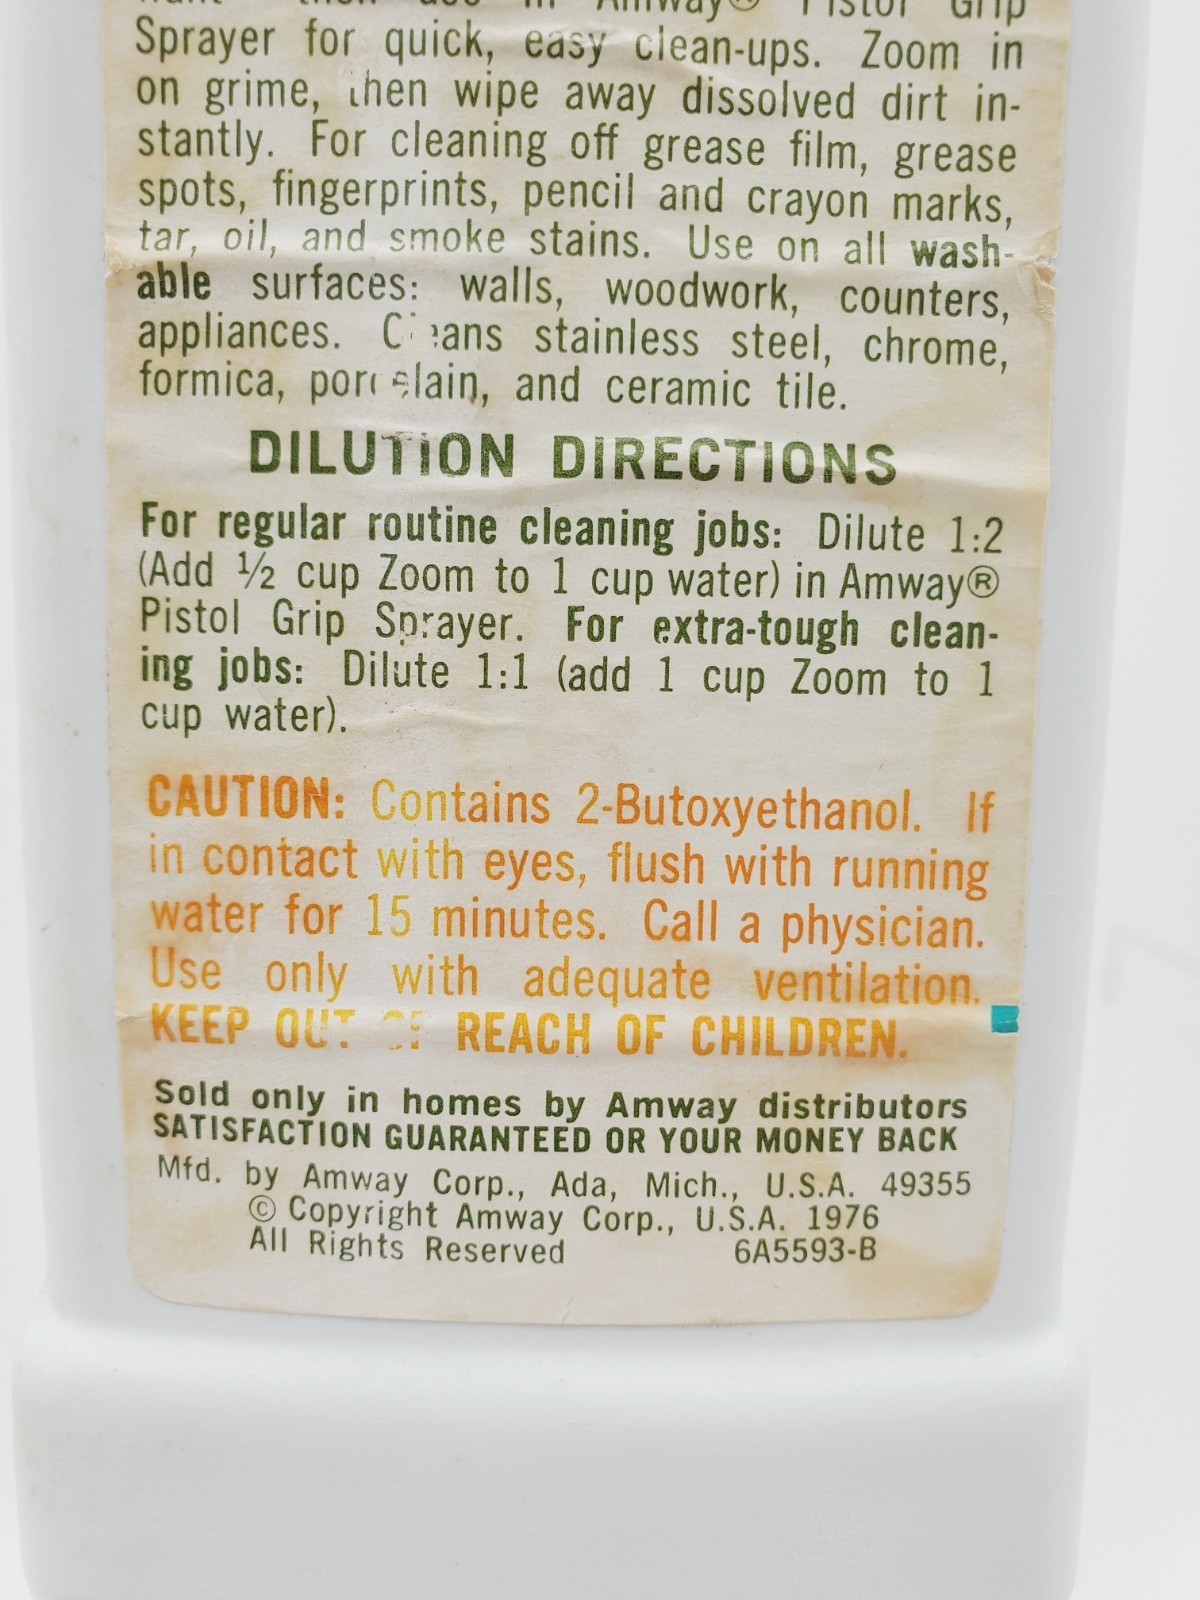 then use in Amway® Pistol Grip
Sprayer for quick, easy clean-ups. Zoom in
on grime, then wipe away dissolved dirt in-
stantly. For cleaning off grease film, grease
spots, fingerprints, pencil and crayon marks,
tar, oil, and smoke stains. Use on all wash-
able surfaces: walls, woodwork, counters,
appliances. Cleans stainless steel, chrome,
formica, porcelain, and ceramic tile.
DILUTION DIRECTIONS
For regular routine cleaning jobs: Dilute 1:2
(Add ½ cup Zoom to 1 cup water) in Amway®
Pistol Grip Sprayer. For extra-tough clean-
ing jobs: Dilute 1:1 (add 1 cup Zoom to 1
cup water).
CAUTION: Contains 2-Butoxyethanol. If
in contact with eyes, flush with running
water for 15 minutes. Call a physician.
Use only with adequate ventilation.
KEEP OUT OF REACH OF CHILDREN.
Sold only in homes by Amway distributors
SATISFACTION GUARANTEED OR YOUR MONEY BACK
Mfd. by Amway Corp., Ada, Mich., U.S.A. 49355
© Copyright Amway Corp., U.S.A. 1976
All Rights Reserved 6A5593-B